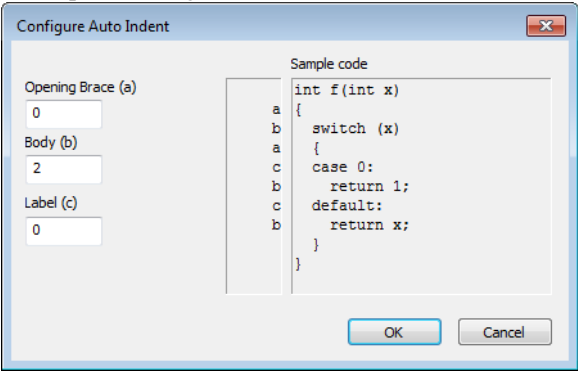 Configure Auto Indent
Opening Brace (a)
0
Body (b)
2
Label (c)
0
Sample code
int f(int x)
a {
b   switch (x)
a   {
c   case 0:
b     return 1;
c   default:
b     return x;
  }
}
OK
Cancel